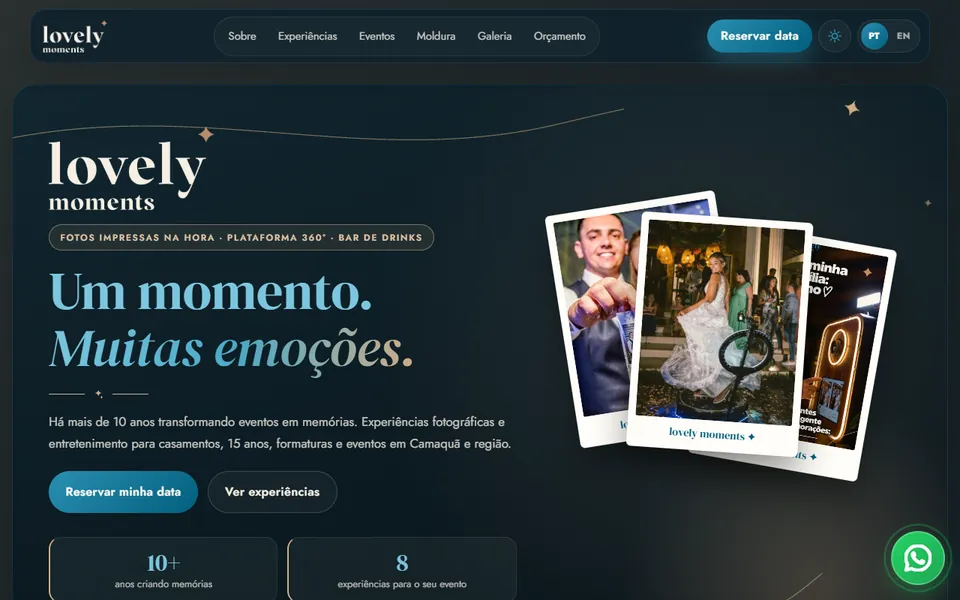 lovely
moments
Sobre
Experiências
Eventos
Moldura
Galeria
Orçamento
Reservar data
PT
EN
lovely
moments
FOTOS IMPRESSAS NA HORA · PLATAFORMA 360° · BAR DE DRINKS
Um momento.
Muitas emoções.
Há mais de 10 anos transformando eventos em memórias. Experiências fotográficas e
entretenimento para casamentos, 15 anos, formaturas e eventos em Camaquã e região.
Reservar minha data
Ver experiências
10+
anos criando memórias
8
experiências para o seu evento
minha
lovely moments